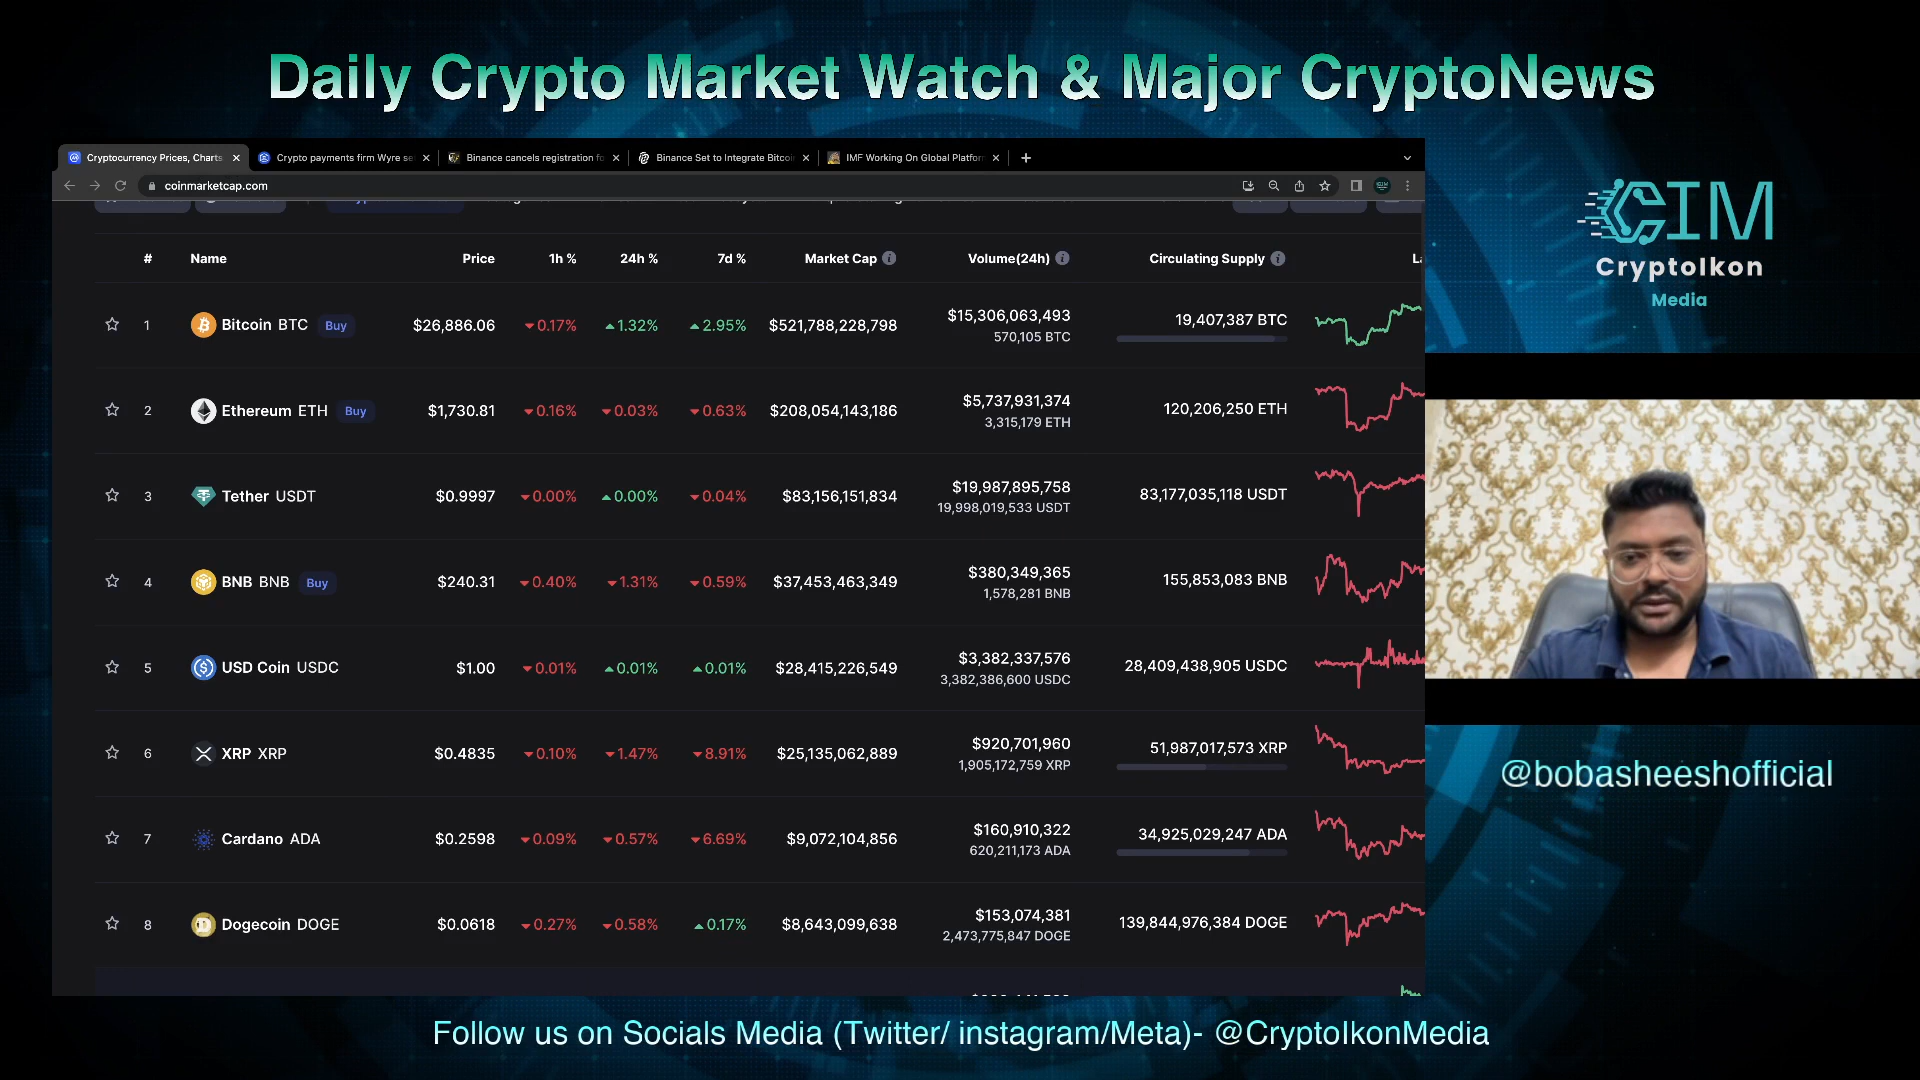 Daily Crypto Market Watch & Major CryptoNews
Cryptocurrency Prices, Charts
Crypto payments firm Wyre
Binance cancels registration
Binance Set to Integrate
IMF Working On Global
coinmarketcap.com
# Name Price 1h % 24h % 7d % Market Cap Volume(24h) Circulating Supply
1 Bitcoin BTC Buy $26,886.06 0.17% 1.32% 2.95% $521,788,228,798 $15,306,063,493 19,407,387 BTC
570,105 BTC
2 Ethereum ETH Buy $1,730.81 0.16% 0.03% 0.63% $208,054,143,186 $5,737,931,374 120,206,250 ETH
3,315,179 ETH
3 Tether USDT $0.9997 0.00% 0.00% 0.04% $83,156,151,834 $19,987,895,758 83,177,035,118 USDT
19,998,019,533 USDT
4 BNB BNB Buy $240.31 0.40% 1.31% 0.59% $37,453,463,349 $380,349,365 155,853,083 BNB
1,578,281 BNB
5 USD Coin USDC $1.00 0.01% 0.01% 0.01% $28,415,226,549 $3,382,337,576 28,409,438,905 USDC
3,382,386,600 USDC
6 XRP XRP $0.4835 0.10% 1.47% 8.91% $25,135,062,889 $920,701,960 51,987,017,573 XRP
1,905,172,759 XRP
7 Cardano ADA $0.2598 0.09% 0.57% 6.69% $9,072,104,856 $160,910,322 34,925,029,247 ADA
620,211,173 ADA
8 Dogecoin DOGE $0.0618 0.27% 0.58% 0.17% $8,643,099,638 $153,074,381 139,844,976,384 DOGE
2,473,775,847 DOGE
CIM
CryptoIkon
Media
@bobasheeshofficial
Follow us on Socials Media (Twitter/ instagram/Meta)- @CryptoIkonMedia